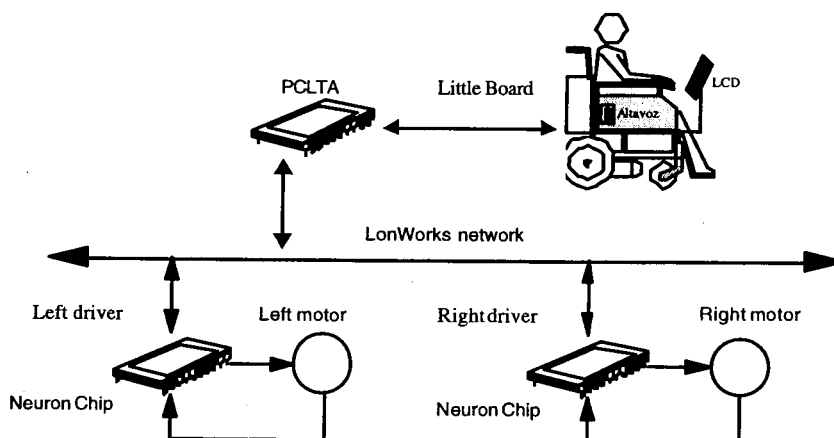 PCLTA
Little Board
LCD
Altavoz
LonWorks network
Left driver
Left motor
Right driver
Right motor
Neuron Chip
Neuron Chip